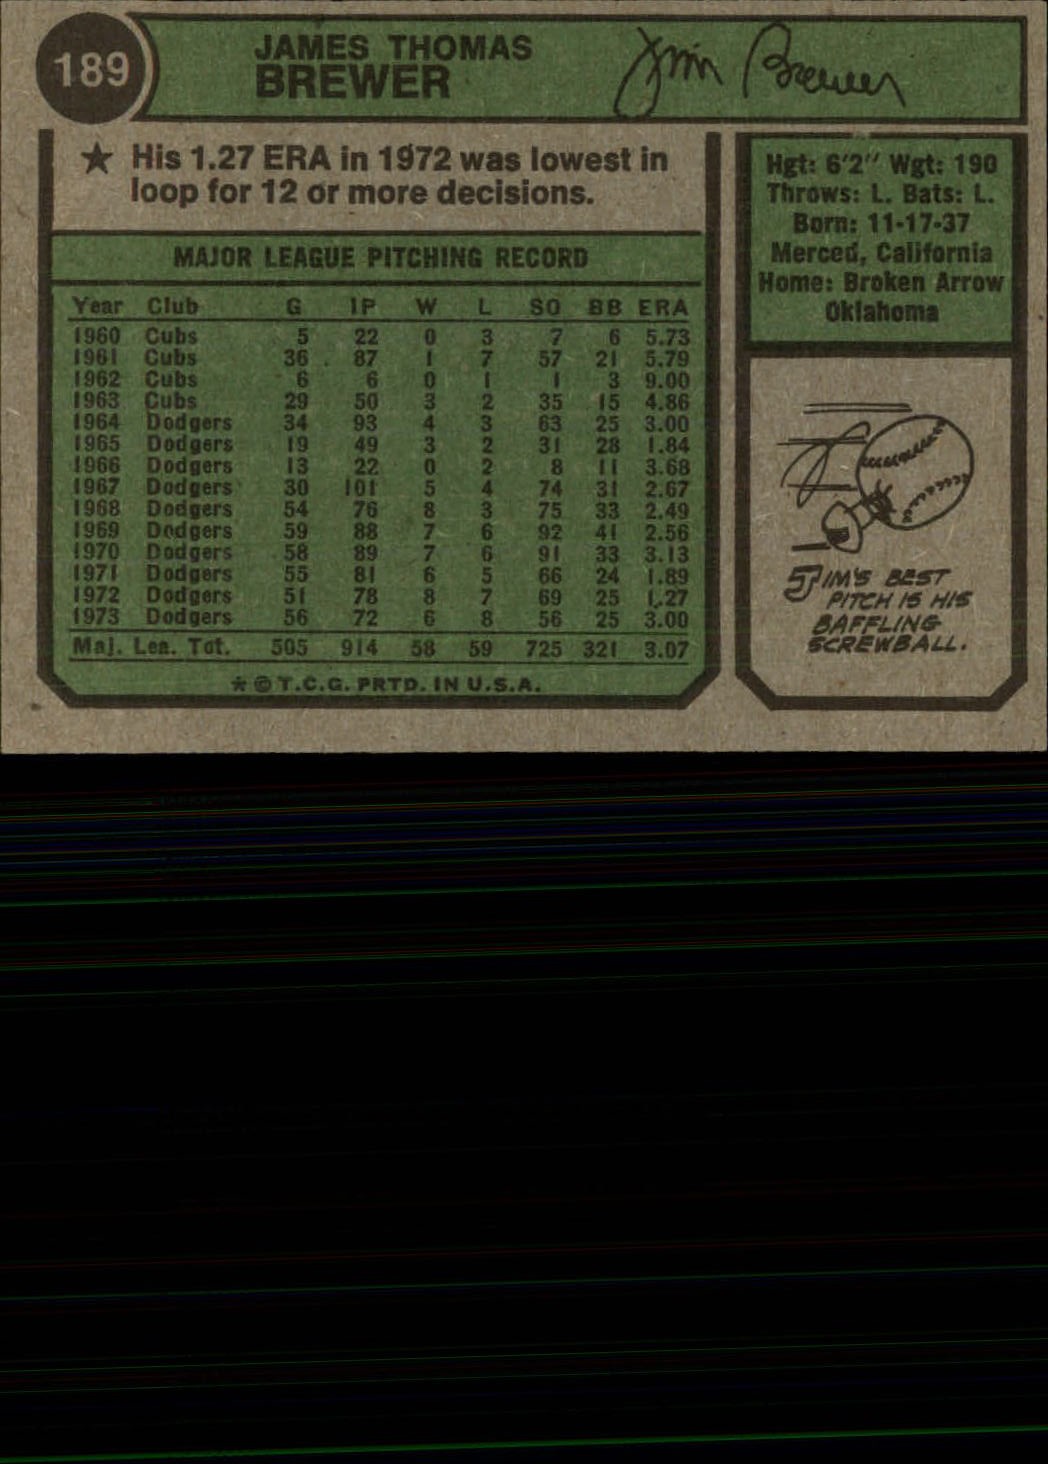 189
JAMES THOMAS
BREWER
Jim Brewer
★ His 1.27 ERA in 1972 was lowest in
loop for 12 or more decisions.
MAJOR LEAGUE PITCHING RECORD
Year Club G IP W L SO BB ERA
1960 Cubs 5 22 0 3 7 6 5.73
1961 Cubs 36 87 1 7 57 21 5.79
1962 Cubs 6 6 0 1 1 3 9.00
1963 Cubs 29 50 3 2 35 15 4.86
1964 Dodgers 34 93 4 3 63 25 3.00
1965 Dodgers 19 49 3 2 31 28 1.84
1966 Dodgers 13 22 0 2 8 11 3.68
1967 Dodgers 30 101 5 4 74 31 2.67
1968 Dodgers 54 76 8 3 75 33 2.49
1969 Dodgers 59 88 7 6 92 41 2.56
1970 Dodgers 58 89 7 6 91 33 3.13
1971 Dodgers 55 81 6 5 66 24 1.89
1972 Dodgers 51 78 8 7 69 25 1.27
1973 Dodgers 56 72 6 8 56 25 3.00
Maj. Lea. Tot. 505 914 58 59 725 321 3.07
★ © T.C.G. PRTD. IN U.S.A.
Hgt: 6'2" Wgt: 190
Throws: L. Bats: L.
Born: 11-17-37
Merced, California
Home: Broken Arrow
Oklahoma
JIM'S BEST
PITCH IS HIS
BAFFLING
SCREWBALL.